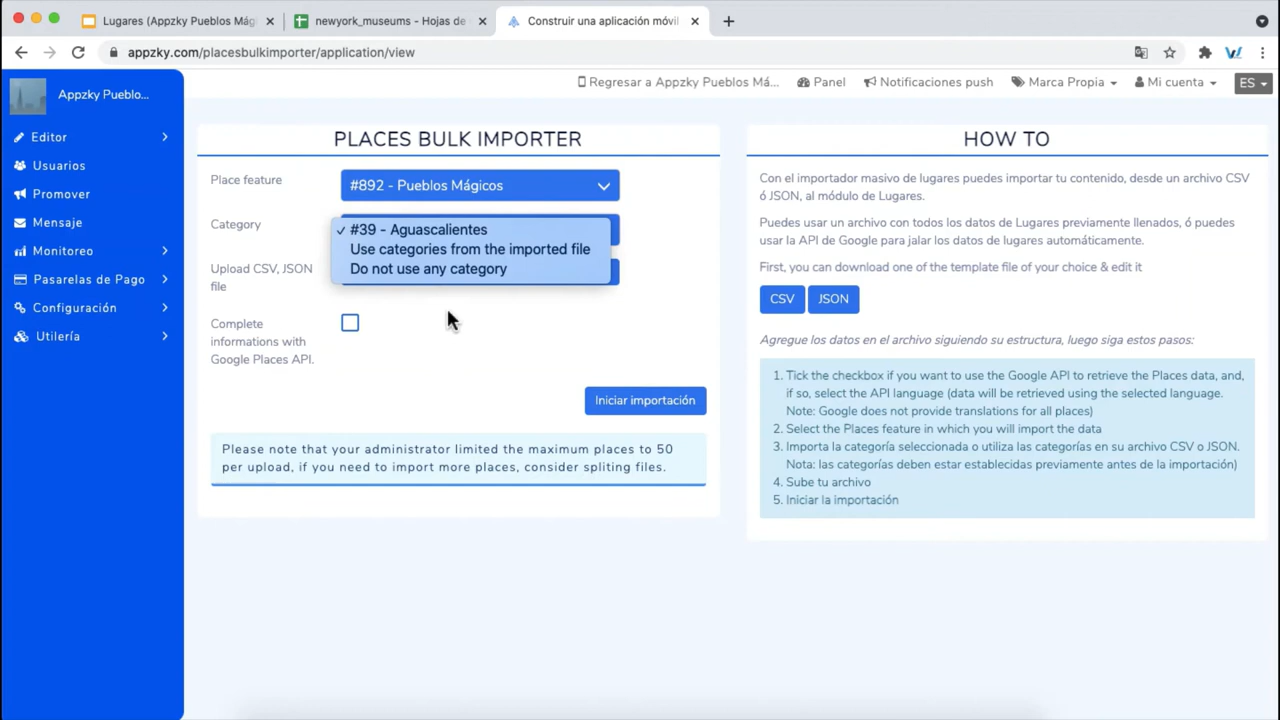 Lugares (Appzky Pueblos Mág
newyork_museums - Hojas de
Construir una aplicación móvil
appzky.com/placesbulkimporter/application/view
Appzky Pueblo...
Regresar a Appzky Pueblos Má...
Panel
Notificaciones push
Marca Propia
Mi cuenta
ES
Editor
Usuarios
Promover
Mensaje
Monitoreo
Pasarelas de Pago
Configuración
Utilería
PLACES BULK IMPORTER
Place feature
#892 - Pueblos Mágicos
Category
✓ #39 - Aguascalientes
Use categories from the imported file
Do not use any category
Upload CSV, JSON
file
Complete
informations with
Google Places API.
Iniciar importación
Please note that your administrator limited the maximum places to 50
per upload, if you need to import more places, consider spliting files.
HOW TO
Con el importador masivo de lugares puedes importar tu contenido, desde un archivo CSV
ó JSON, al módulo de Lugares.
Puedes usar un archivo con todos los datos de Lugares previamente llenados, ó puedes
usar la API de Google para jalar los datos de lugares automáticamente.
First, you can download one of the template file of your choice & edit it
CSV
JSON
Agregue los datos en el archivo siguiendo su estructura, luego siga estos pasos:
1. Tick the checkbox if you want to use the Google API to retrieve the Places data, and,
if so, select the API language (data will be retrieved using the selected language.
Note: Google does not provide translations for all places)
2. Select the Places feature in which you will import the data
3. Importa la categoría seleccionada o utiliza las categorías en su archivo CSV o JSON.
Nota: las categorías deben estar establecidas previamente antes de la importación)
4. Sube tu archivo
5. Iniciar la importación